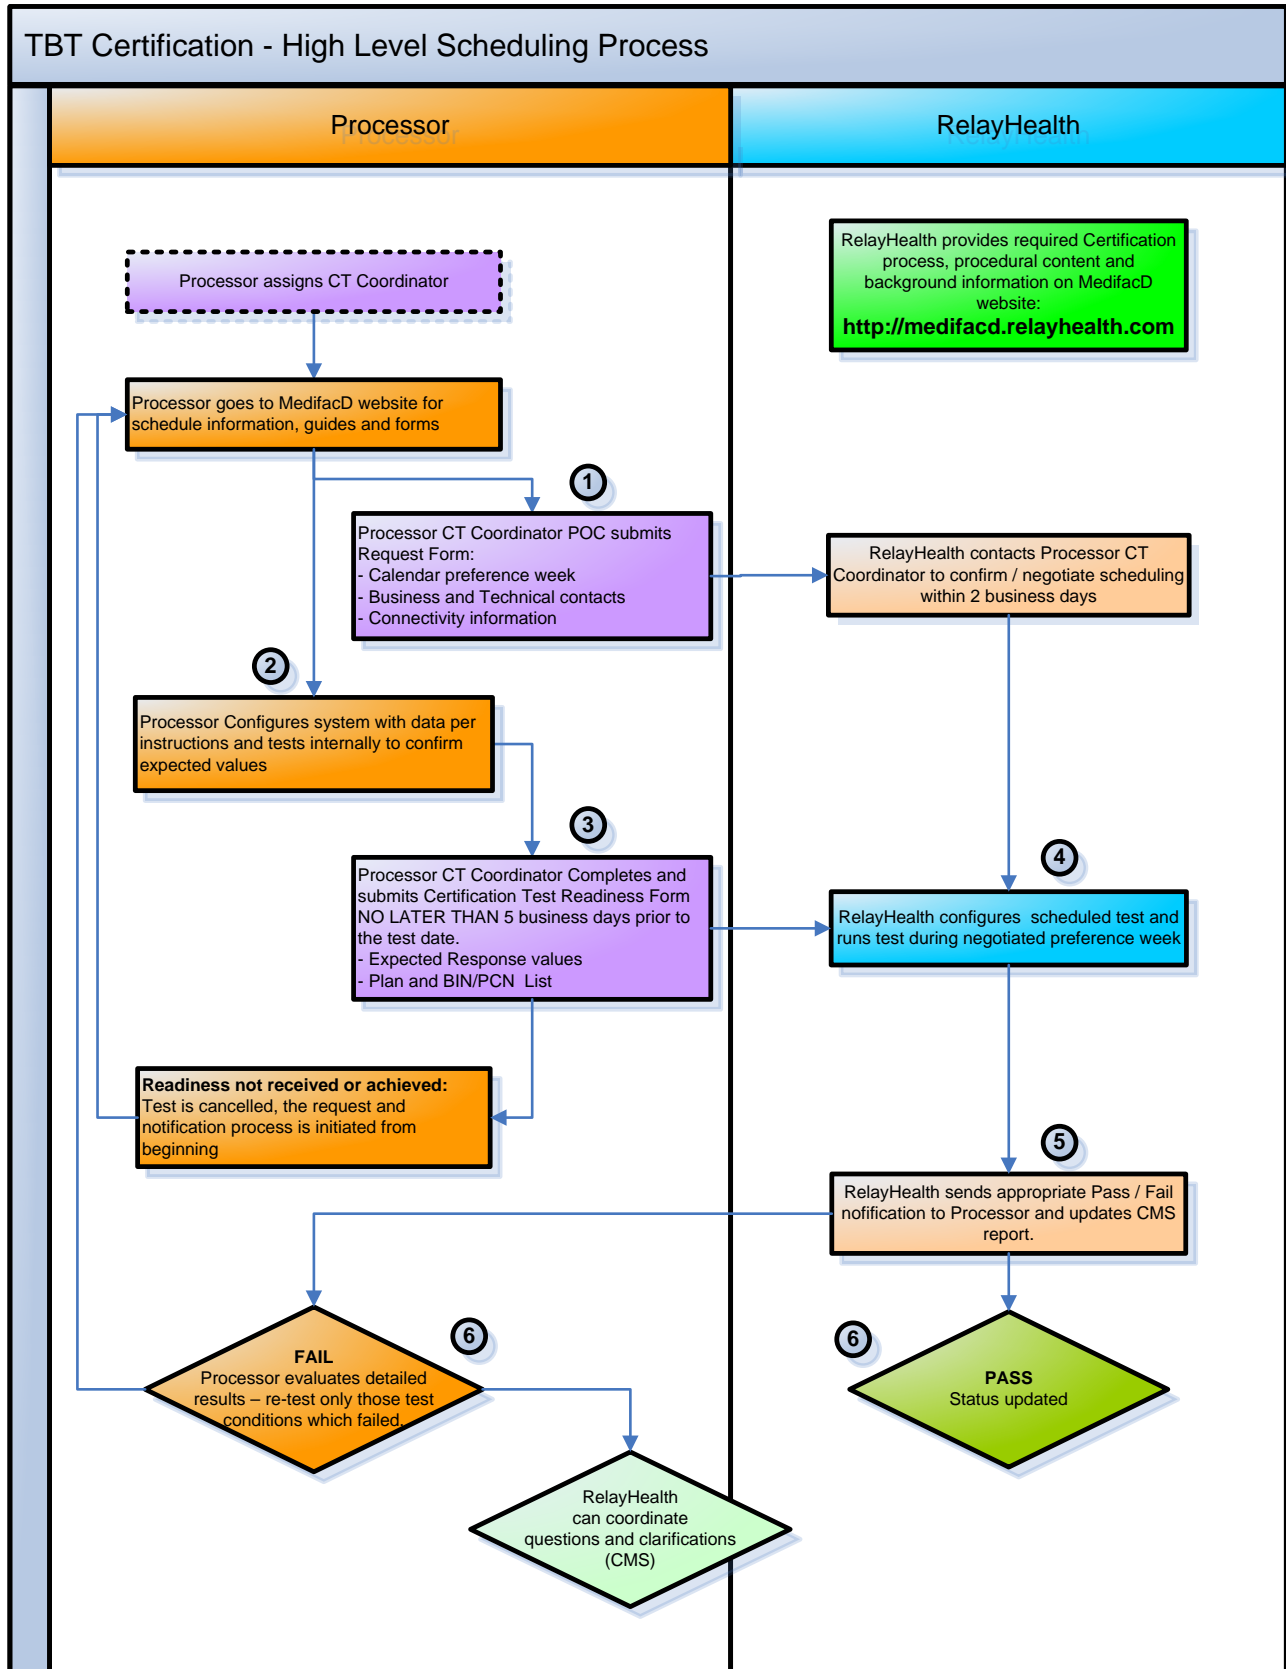 TBT Certification - High Level Scheduling Process
Processor
RelayHealth
RelayHealth provides required Certification
process, procedural content and
background information on MedifacD
website:
http://medifacd.relayhealth.com
Processor assigns CT Coordinator
Processor goes to MedifacD website for
schedule information, guides and forms
1
Processor CT Coordinator POC submits
Request Form:
- Calendar preference week
- Business and Technical contacts
- Connectivity information
RelayHealth contacts Processor CT
Coordinator to confirm / negotiate scheduling
within 2 business days
2
Processor Configures system with data per
instructions and tests internally to confirm
expected values
3
Processor CT Coordinator Completes and
submits Certification Test Readiness Form
NO LATER THAN 5 business days prior to
the test date.
- Expected Response values
- Plan and BIN/PCN List
4
RelayHealth configures scheduled test and
runs test during negotiated preference week
Readiness not received or achieved:
Test is cancelled, the request and
notification process is initiated from
beginning
5
RelayHealth sends appropriate Pass / Fail
nofification to Processor and updates CMS
report.
6
FAIL
Processor evaluates detailed
results – re-test only those test
conditions which failed.
6
PASS
Status updated
RelayHealth
can coordinate
questions and clarifications
(CMS)